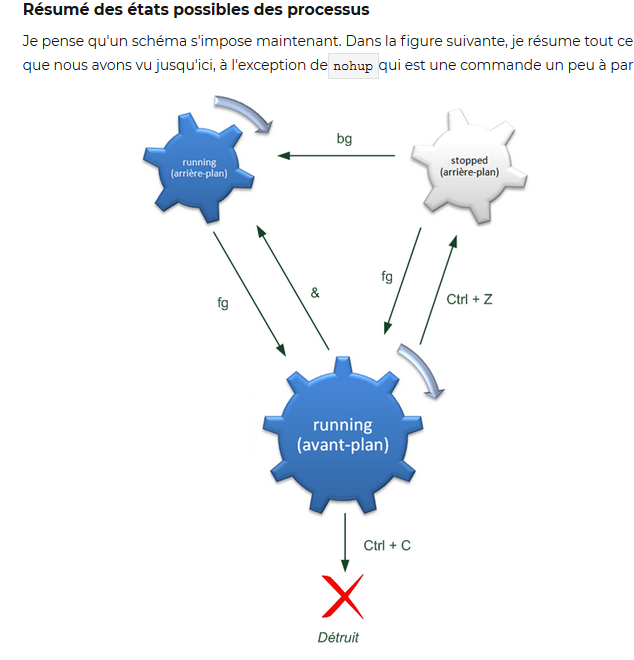 Résumé des états possibles des processus
Je pense qu'un schéma s'impose maintenant. Dans la figure suivante, je résume tout ce
que nous avons vu jusqu'ici, à l'exception de nohup qui est une commande un peu à par
bg
running
(arrière-plan)
stopped
(arrière-plan)
fg
&
fg
Ctrl + Z
running
(avant-plan)
Ctrl + C
Détruit